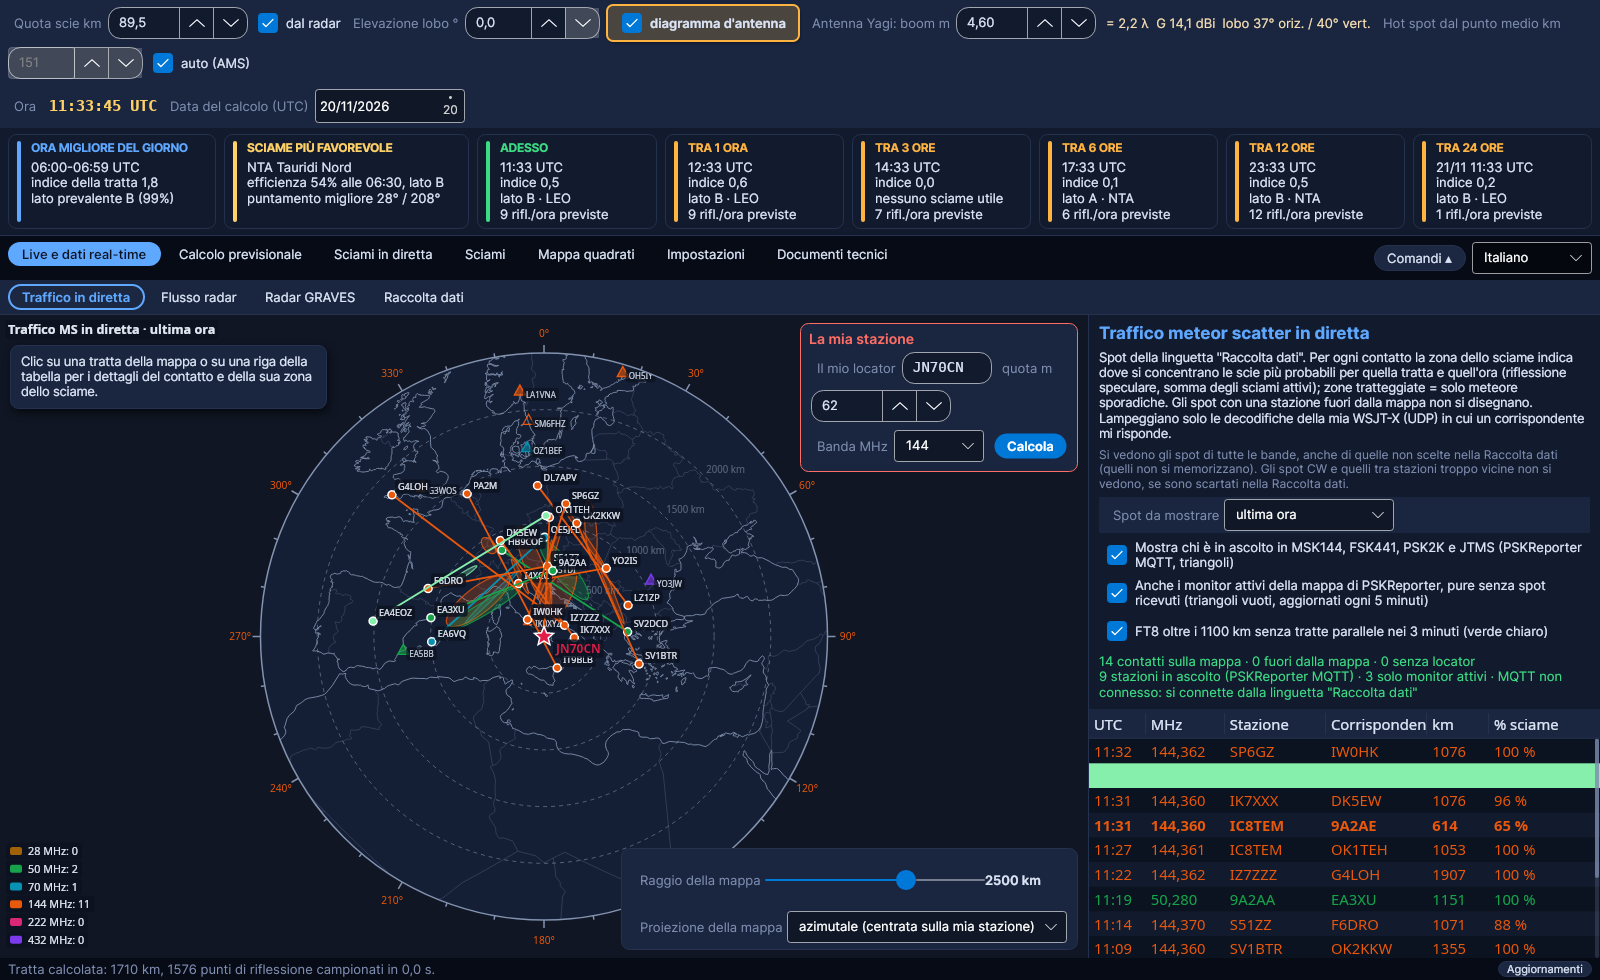 Quota scie km 89,5 dal radar Elevazione lobo ° 0,0 diagramma d'antenna Antenna Yagi: boom m 4,60 = 2,2 λ G 14,1 dBi lobo 37° oriz. / 40° vert. Hot spot dal punto medio km
151 auto (AMS)
Ora 11:33:45 UTC Data del calcolo (UTC) 20/11/2026 20
ORA MIGLIORE DEL GIORNO
06:00-06:59 UTC
indice della tratta 1,8
lato prevalente B (99%)
SCIAME PIÙ FAVOREVOLE
NTA Tauridi Nord
efficienza 54% alle 06:30, lato B
puntamento migliore 28° / 208°
ADESSO
11:33 UTC
indice 0,5
lato B · LEO
9 rifl./ora previste
TRA 1 ORA
12:33 UTC
indice 0,6
lato B · LEO
9 rifl./ora previste
TRA 3 ORE
14:33 UTC
indice 0,0
nessuno sciame utile
7 rifl./ora previste
TRA 6 ORE
17:33 UTC
indice 0,1
lato A · NTA
6 rifl./ora previste
TRA 12 ORE
23:33 UTC
indice 0,5
lato B · NTA
12 rifl./ora previste
TRA 24 ORE
21/11 11:33 UTC
indice 0,2
lato B · LEO
1 rifl./ora previste
Live e dati real-time Calcolo previsionale Sciami in diretta Sciami Mappa quadrati Impostazioni Documenti tecnici Comandi ▴ Italiano
Traffico in diretta Flusso radar Radar GRAVES Raccolta dati
Traffico MS in diretta · ultima ora
Clic su una tratta della mappa o su una riga della
tabella per i dettagli del contatto e della sua zona
dello sciame.
La mia stazione
Il mio locator JN70CN quota m
62
Banda MHz 144 Calcola
0°
30°
60°
90°
120°
180°
210°
240°
270°
300°
330°
2000 km
1500 km
1000 km
500 km
OH5IY
LA1VNA
SM6FHZ
OZ1BEF
DL7APV
G4LOH
PA2M
SP6GZ
OK1TEH
OK2KKW
DK5EW
OE5JFL
HB9COF
9A2AA
YO2IS
YO3JW
F6DRO
LZ1ZP
EA4EOZ
EA3XU
IW0HK
IZ7ZZZ
IK7XXX
SV2DCD
EA6VQ
EA5BB
JN70CN
SV1BTR
IT9BLB
28 MHz: 0
50 MHz: 2
70 MHz: 1
144 MHz: 11
222 MHz: 0
432 MHz: 0
Raggio della mappa 2500 km
Proiezione della mappa azimutale (centrata sulla mia stazione)
Traffico meteor scatter in diretta
Spot della linguetta "Raccolta dati". Per ogni contatto la zona dello sciame indica
dove si concentrano le scie più probabili per quella tratta e quell'ora (riflessione
speculare, somma degli sciami attivi); zone tratteggiate = solo meteore
sporadiche. Gli spot con una stazione fuori dalla mappa non si disegnano.
Lampeggiano solo le decodifiche della mia WSJT-X (UDP) in cui un corrispondente
mi risponde.
Si vedono gli spot di tutte le bande, anche di quelle non scelte nella Raccolta dati
(quelli non si memorizzano). Gli spot CW e quelli tra stazioni troppo vicine non si
vedono, se sono scartati nella Raccolta dati.
Spot da mostrare ultima ora
Mostra chi è in ascolto in MSK144, FSK441, PSK2K e JTMS (PSKReporter
MQTT, triangoli)
Anche i monitor attivi della mappa di PSKReporter, pure senza spot
ricevuti (triangoli vuoti, aggiornati ogni 5 minuti)
FT8 oltre i 1100 km senza tratte parallele nei 3 minuti (verde chiaro)
14 contatti sulla mappa · 0 fuori dalla mappa · 0 senza locator
9 stazioni in ascolto (PSKReporter MQTT) · 3 solo monitor attivi · MQTT non
connesso: si connette dalla linguetta "Raccolta dati"
UTC MHz Stazione Corrisponden km % sciame
11:32 144,362 SP6GZ IW0HK 1076 100 %
11:31 144,360 IK7XXX DK5EW 1076 96 %
11:31 144,360 IC8TEM 9A2AE 614 65 %
11:27 144,361 IC8TEM OK1TEH 1053 100 %
11:22 144,362 IZ7ZZZ G4LOH 1907 100 %
11:19 50,280 9A2AA EA3XU 1151 100 %
11:14 144,370 S51ZZ F6DRO 1071 88 %
11:09 144,360 SV1BTR OK2KKW 1355 100 %
Tratta calcolata: 1710 km, 1576 punti di riflessione campionati in 0,0 s.
Aggiornamenti